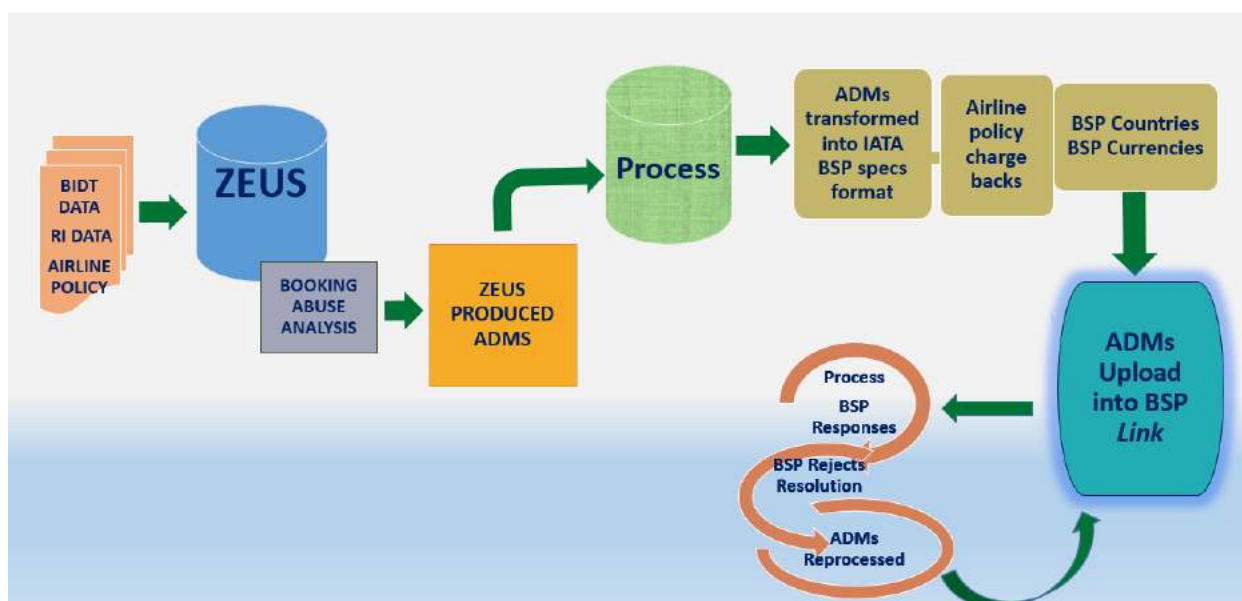 BIDT
DATA
RI DATA
AIRLINE
POLICY
ZEUS
BOOKING
ABUSE
ANALYSIS
ZEUS
PRODUCED
ADMS
Process
ADMs
transformed
into IATA
BSP specs
format
Airline
policy
charge
backs
BSP Countries
BSP Currencies
ADMs
Upload
into BSP
Link
Process
BSP
Responses
BSP Rejects
Resolution
ADMs
Reprocessed